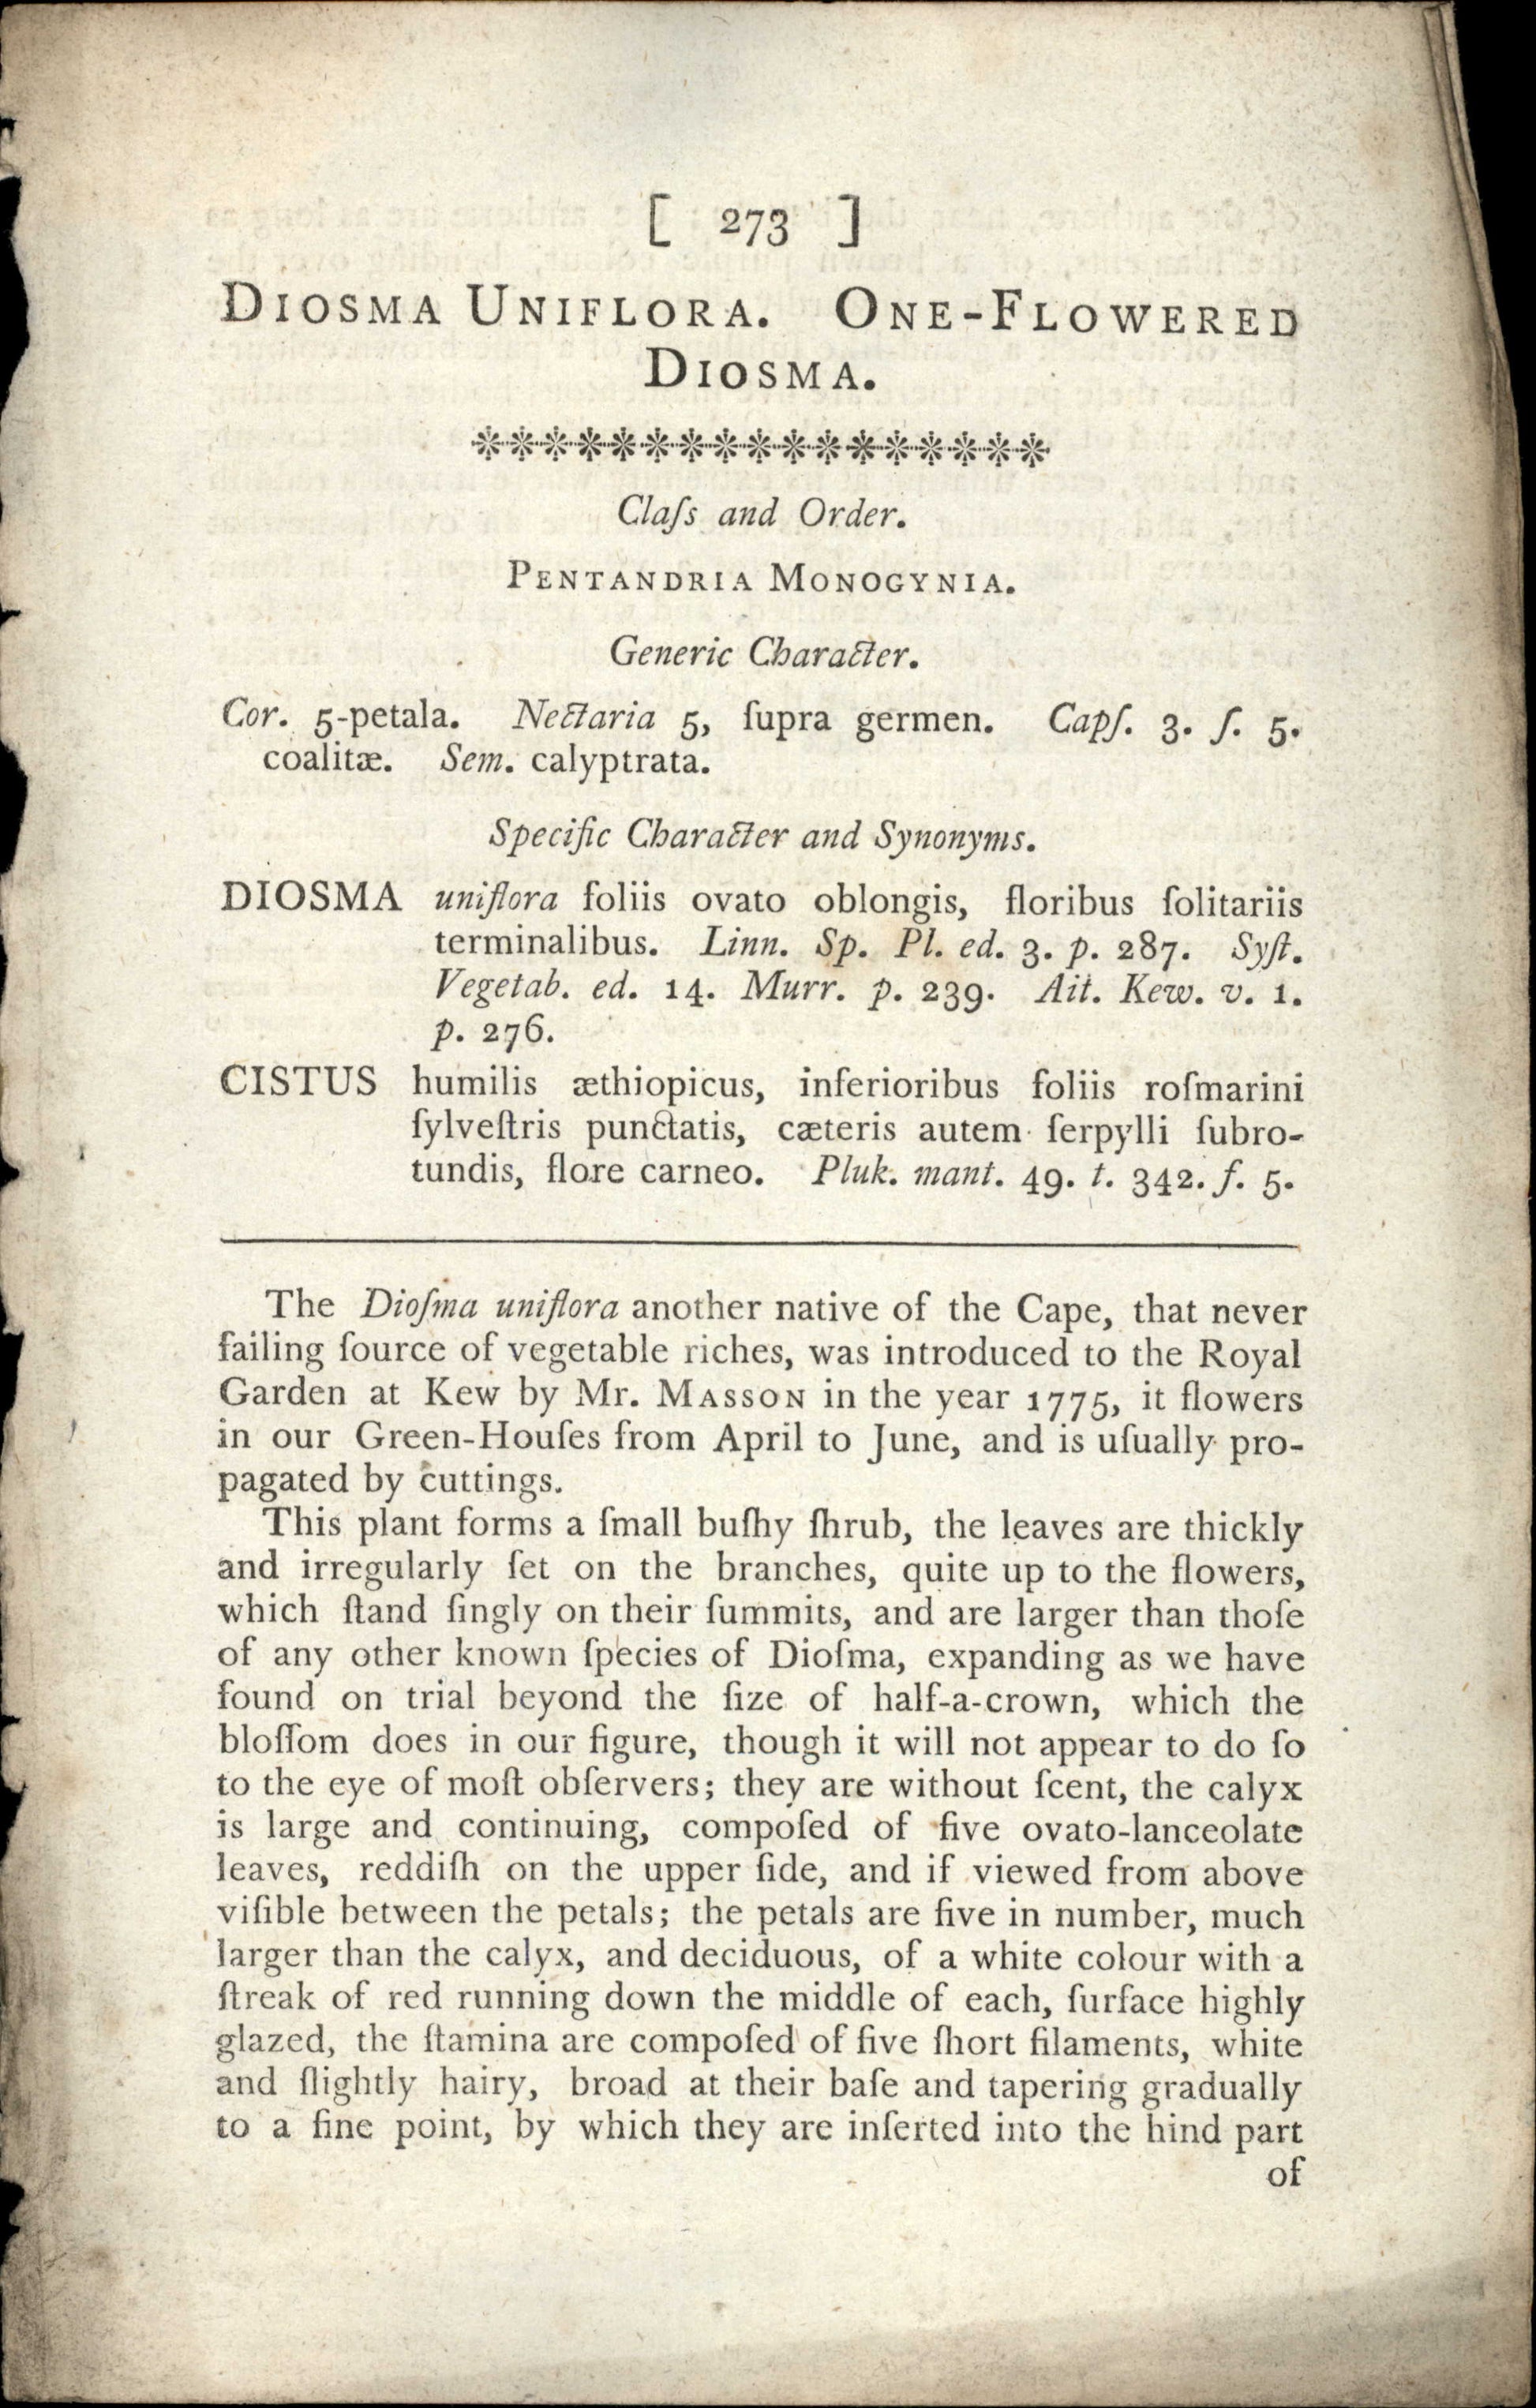 [ 273 ]
DIOSMA UNIFLORA. ONE-FLOWERED
DIOSMA.
Claſs and Order.
PENTANDRIA MONOGYNIA.
Generic Character.
Cor. 5-petala. Nectaria 5, ſupra germen. Capſ. 3. ſ. 5.
coalitæ. Sem. calyptrata.
Specific Character and Synonyms.
DIOSMA uniflora foliis ovato oblongis, floribus ſolitariis
terminalibus. Linn. Sp. Pl. ed. 3. p. 287. Syſt.
Vegetab. ed. 14. Murr. p. 239. Ait. Kew. v. 1.
p. 276.
CISTUS humilis æthiopicus, inferioribus foliis roſmarini
ſylveſtris punctatis, cæteris autem ſerpylli ſubro-
tundis, flore carneo. Pluk. mant. 49. t. 342. f. 5.
The Dioſma uniflora another native of the Cape, that never
failing ſource of vegetable riches, was introduced to the Royal
Garden at Kew by Mr. MASSON in the year 1775, it flowers
in our Green-Houſes from April to June, and is uſually pro-
pagated by cuttings.
This plant forms a ſmall buſhy ſhrub, the leaves are thickly
and irregularly ſet on the branches, quite up to the flowers,
which ſtand ſingly on their ſummits, and are larger than thoſe
of any other known ſpecies of Dioſma, expanding as we have
found on trial beyond the ſize of half-a-crown, which the
bloſſom does in our figure, though it will not appear to do ſo
to the eye of moſt obſervers; they are without ſcent, the calyx
is large and continuing, compoſed of five ovato-lanceolate
leaves, reddiſh on the upper ſide, and if viewed from above
viſible between the petals; the petals are five in number, much
larger than the calyx, and deciduous, of a white colour with a
ſtreak of red running down the middle of each, ſurface highly
glazed, the ſtamina are compoſed of five ſhort filaments, white
and ſlightly hairy, broad at their baſe and tapering gradually
to a fine point, by which they are inſerted into the hind part
of